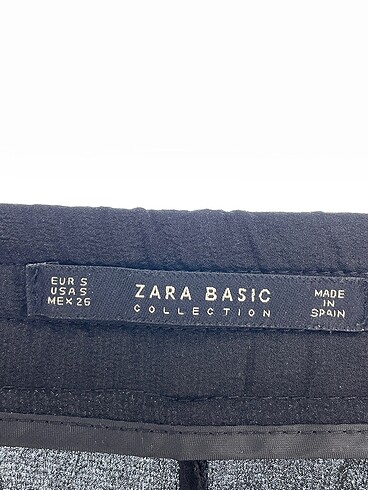 EUR S
USA S
MEX 26
ZARA BASIC
COLLECTION
MADE
IN
SPAIN